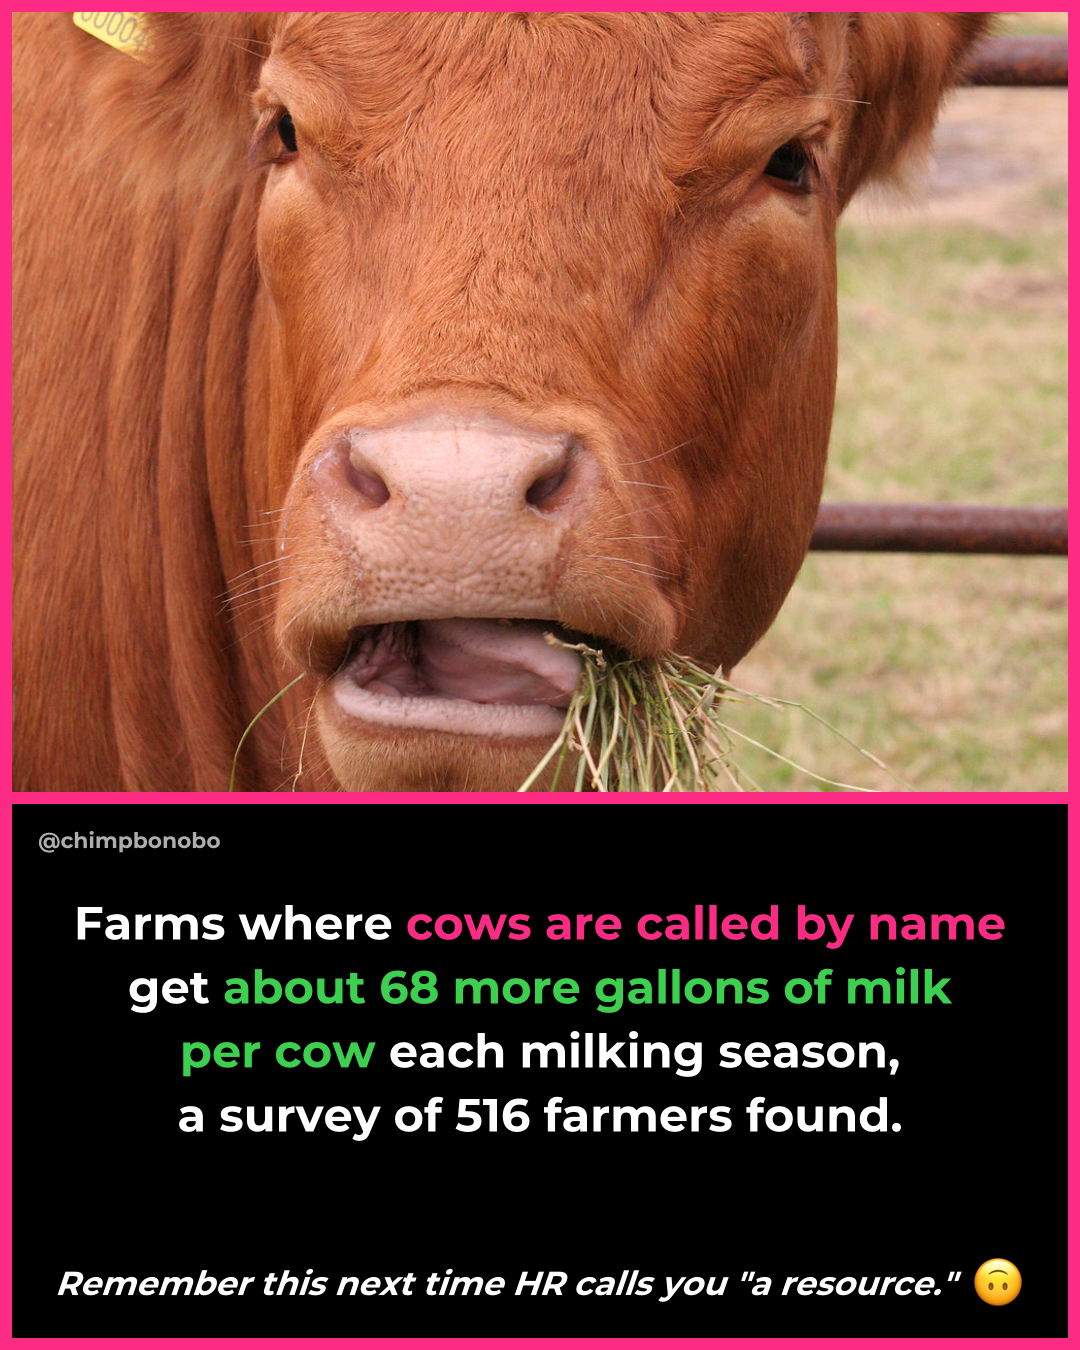 @chimpbonobo
Farms where cows are called by name
get about 68 more gallons of milk
per cow each milking season,
a survey of 516 farmers found.
Remember this next time HR calls you "a resource." 🙃